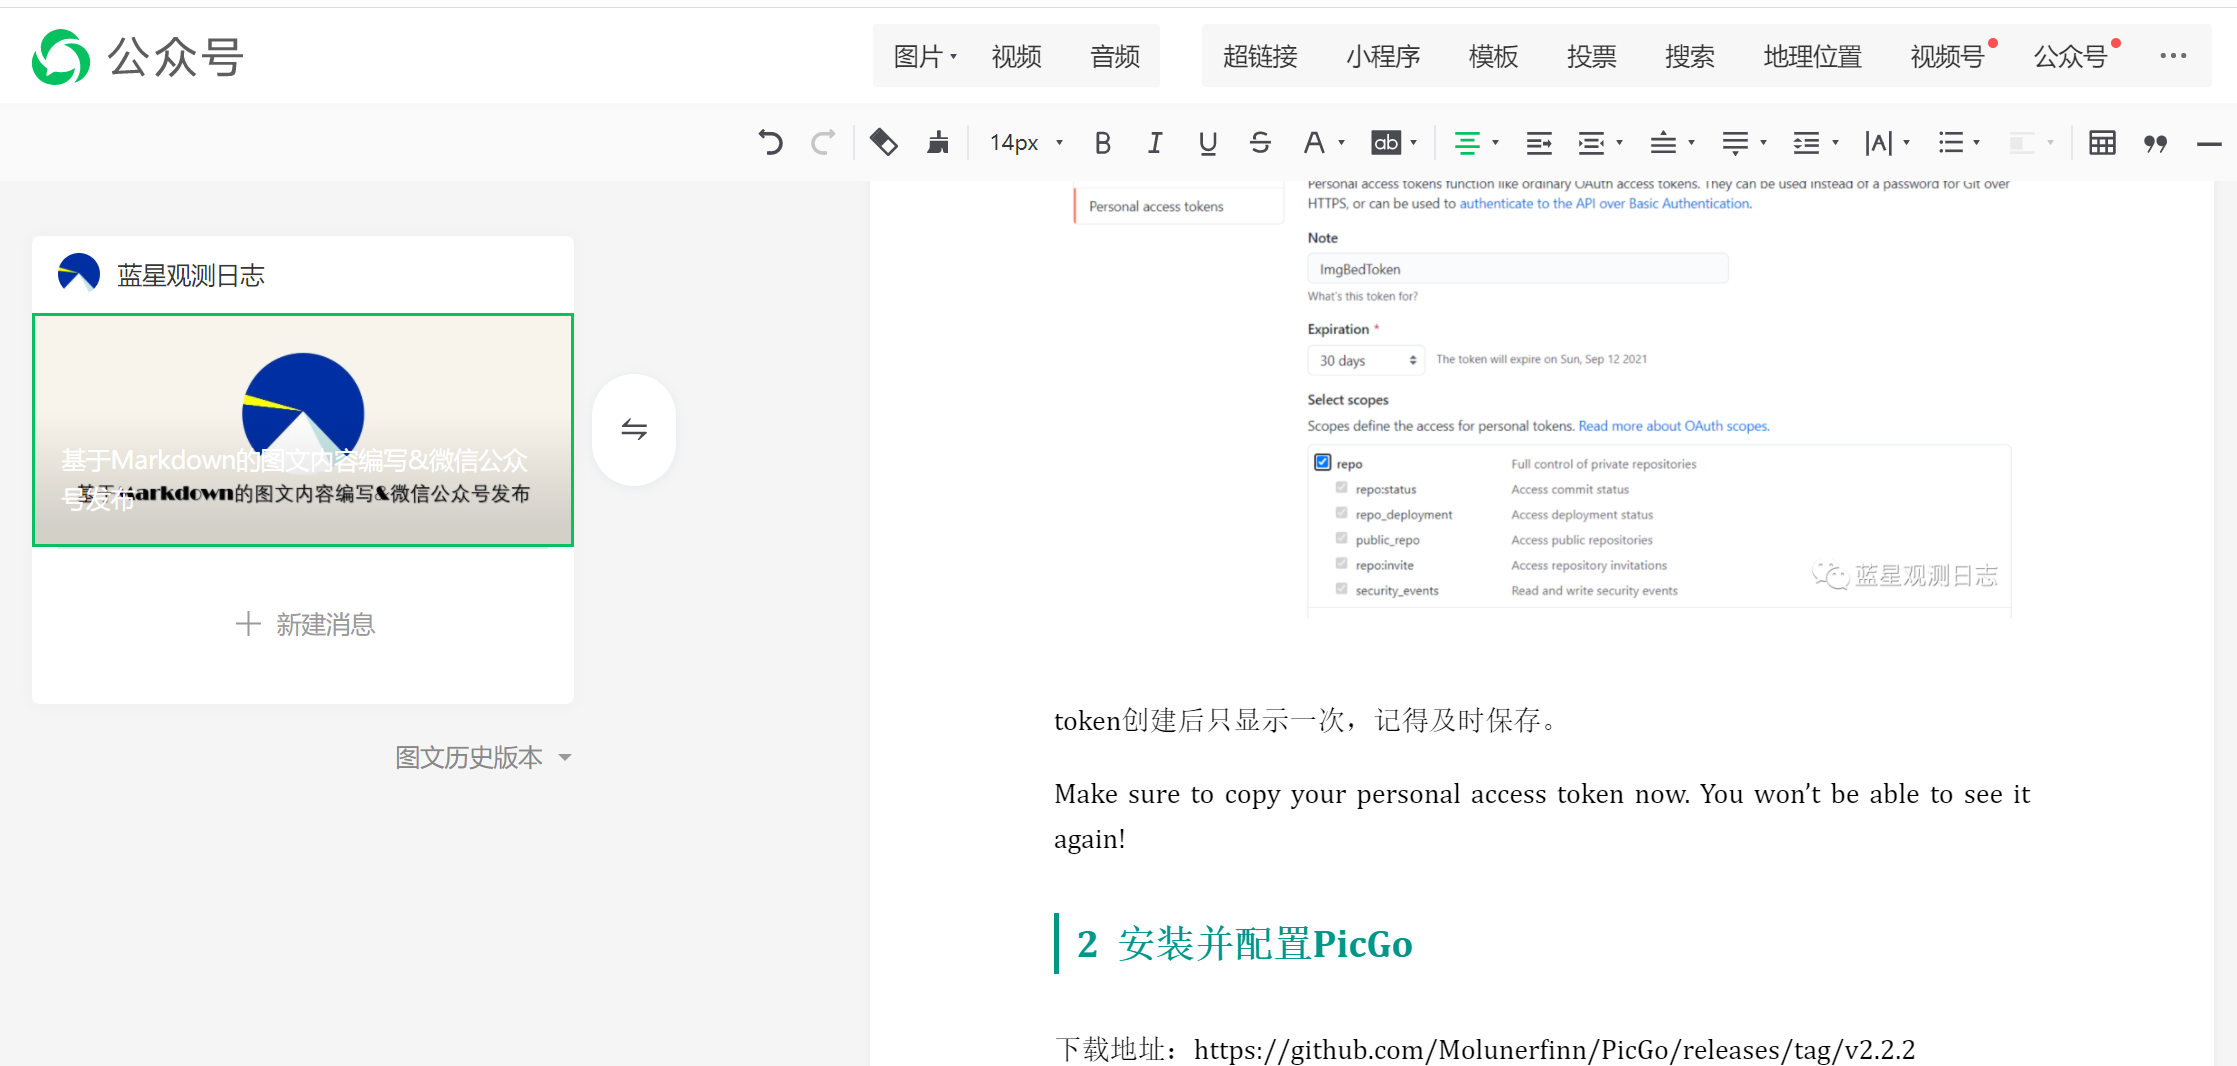 公众号
图片
视频
音频
超链接
小程序
模板
投票
搜索
地理位置
视频号
公众号
14px
B
I
U
S
A
ab
A
蓝星观测日志
基于Markdown的图文内容编写&微信公众
号发布
基于Markdown的图文内容编写&微信公众号发布
新建消息
图文历史版本
Personal access tokens function like ordinary OAuth access tokens. They can be used instead of a password for Git over
Personal access tokens
HTTPS, or can be used to authenticate to the API over Basic Authentication.
Note
ImgBedToken
What's this token for?
Expiration *
30 days
The token will expire on Sun, Sep 12 2021
Select scopes
Scopes define the access for personal tokens. Read more about OAuth scopes.
repo Full control of private repositories
repo:status Access commit status
repo_deployment Access deployment status
public_repo Access public repositories
repo:invite Access repository invitations
security_events Read and write security events
蓝星观测日志
token创建后只显示一次，记得及时保存。
Make sure to copy your personal access token now. You won’t be able to see it
again!
2 安装并配置PicGo
下载地址：https://github.com/Molunerfinn/PicGo/releases/tag/v2.2.2